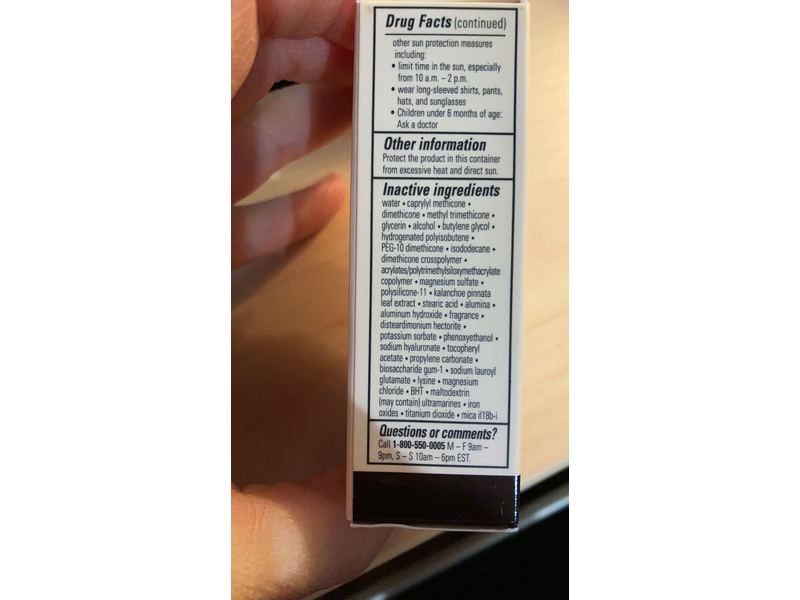 Drug Facts (continued)
other sun protection measures
including:
• limit time in the sun, especially
from 10 a.m. – 2 p.m.
• wear long-sleeved shirts, pants,
hats, and sunglasses
• Children under 6 months of age:
Ask a doctor
Other information
Protect the product in this container
from excessive heat and direct sun.
Inactive ingredients
water • caprylyl methicone •
dimethicone • methyl trimethicone •
glycerin • alcohol • butylene glycol •
hydrogenated polyisobutene •
PEG-10 dimethicone • isododecane •
dimethicone crosspolymer •
acrylates/polytrimethylsiloxymethacrylate
copolymer • magnesium sulfate •
polysilicone-11 • kalanchoe pinnata
leaf extract • stearic acid • alumina •
aluminum hydroxide • fragrance •
disteardimonium hectorite •
potassium sorbate • phenoxyethanol •
sodium hyaluronate • tocopheryl
acetate • propylene carbonate •
biosaccharide gum-1 • sodium lauroyl
glutamate • lysine • magnesium
chloride • BHT • maltodextrin
(may contain) ultramarines • iron
oxides • titanium dioxide • mica il18b-i
Questions or comments?
Call 1-800-550-0005 M – F 9am –
9pm, S – S 10am – 6pm EST.